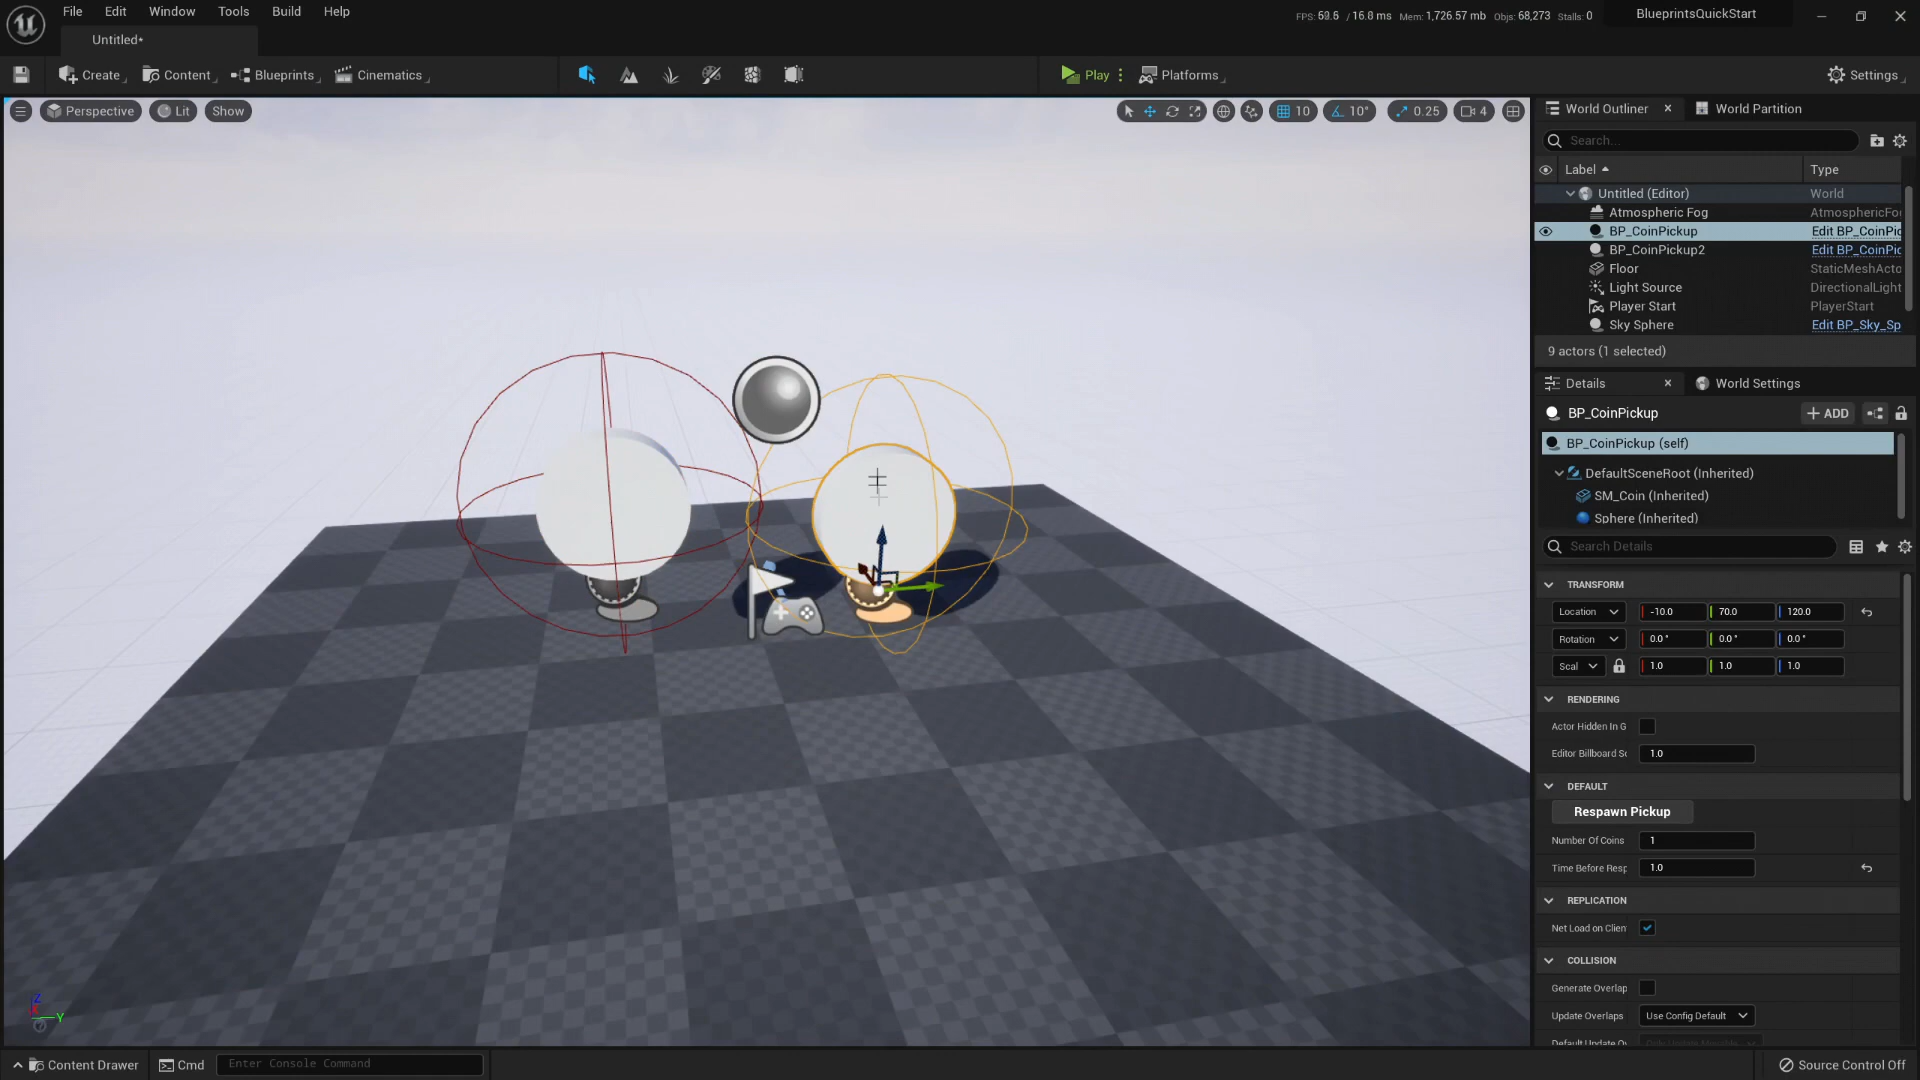 File Edit Window Tools Build Help
FPS: 59.5 / 16.8 ms Mem: 1,726.57 mb Objs: 68,273 Stalls: 0
BlueprintsQuickStart
Untitled*
Create Content Blueprints Cinematics Play Platforms Settings
Perspective Lit Show 10 10° 0.25 4
World Outliner World Partition
Search...
Label Type
Untitled (Editor) World
Atmospheric Fog AtmosphericFo
BP_CoinPickup Edit BP_CoinPic
BP_CoinPickup2 Edit BP_CoinPic
Floor StaticMeshActo
Light Source DirectionalLight
Player Start PlayerStart
Sky Sphere Edit BP_Sky_Sp
9 actors (1 selected)
Details World Settings
BP_CoinPickup + ADD
BP_CoinPickup (self)
DefaultSceneRoot (Inherited)
SM_Coin (Inherited)
Sphere (Inherited)
Search Details
TRANSFORM
Location -10.0 70.0 120.0
Rotation 0.0 ° 0.0 ° 0.0 °
Scal 1.0 1.0 1.0
RENDERING
Actor Hidden In G
Editor Billboard Sc 1.0
DEFAULT
Respawn Pickup
Number Of Coins 1
Time Before Resp 1.0
REPLICATION
Net Load on Clien
COLLISION
Generate Overlap
Update Overlaps Use Config Default
Default Update Ov
Z
X
Y
Content Drawer Cmd Enter Console Command Source Control Off